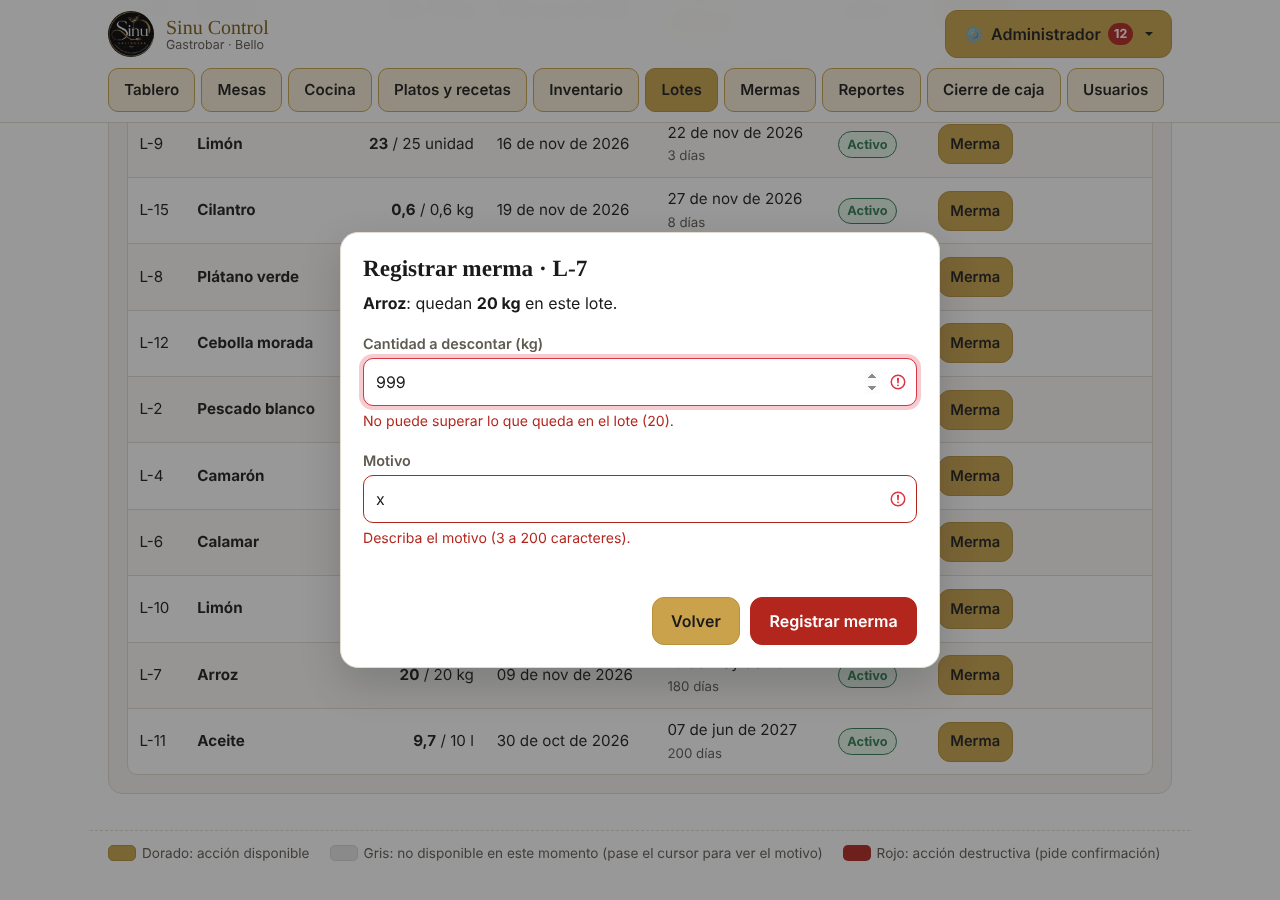 Sinu
Sinu Control
Gastrobar · Bello
⚙️ Administrador 12
Tablero Mesas Cocina Platos y recetas Inventario Lotes Mermas Reportes Cierre de caja Usuarios
L-9 Limón 23 / 25 unidad 16 de nov de 2026 22 de nov de 2026 Activo Merma
3 días
L-15 Cilantro 0,6 / 0,6 kg 19 de nov de 2026 27 de nov de 2026 Activo Merma
8 días
L-8 Plátano verde Merma
L-12 Cebolla morada Merma
L-2 Pescado blanco Merma
L-4 Camarón Merma
L-6 Calamar Merma
L-10 Limón Merma
L-7 Arroz 20 / 20 kg 09 de nov de 2026 Activo Merma
180 días
L-11 Aceite 9,7 / 10 l 30 de oct de 2026 07 de jun de 2027 Activo Merma
200 días
Registrar merma · L-7
Arroz: quedan 20 kg en este lote.
Cantidad a descontar (kg)
999
No puede superar lo que queda en el lote (20).
Motivo
x
Describa el motivo (3 a 200 caracteres).
Volver Registrar merma
Dorado: acción disponible Gris: no disponible en este momento (pase el cursor para ver el motivo) Rojo: acción destructiva (pide confirmación)